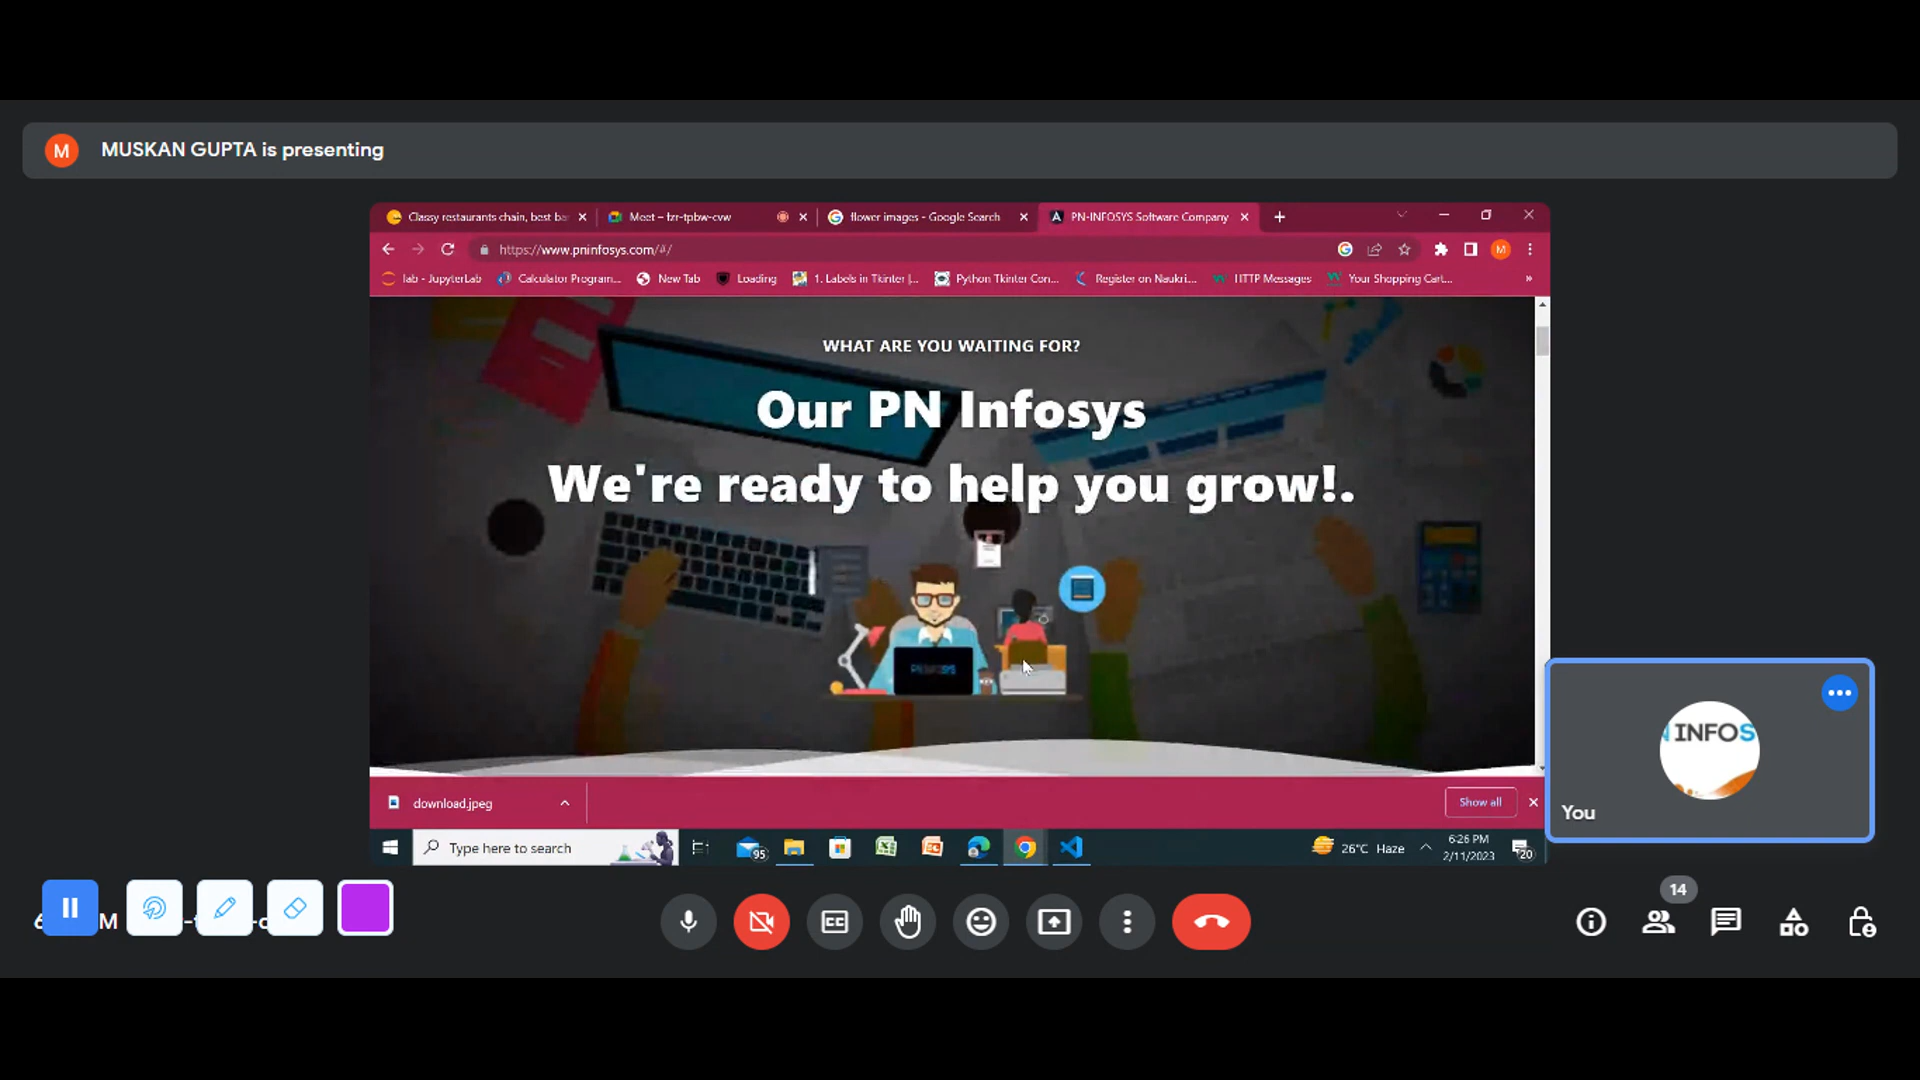 M
MUSKAN GUPTA is presenting
Classy restaurants chain, best ba
Meet – fzr-tpbw-cvw
flower images - Google Search
PN-INFOSYS Software Company
https://www.pninfosys.com/#/
M
lab - JupyterLab
Calculator Program...
New Tab
Loading
1. Labels in Tkinter |...
Python Tkinter Con...
Register on Naukri...
HTTP Messages
Your Shopping Cart...
»
WHAT ARE YOU WAITING FOR?
Our PN Infosys
We're ready to help you grow!.
INFOS
You
download.jpeg
Show all
Type here to search
95
26°C Haze
6:26 PM
2/11/2023
20
M
14